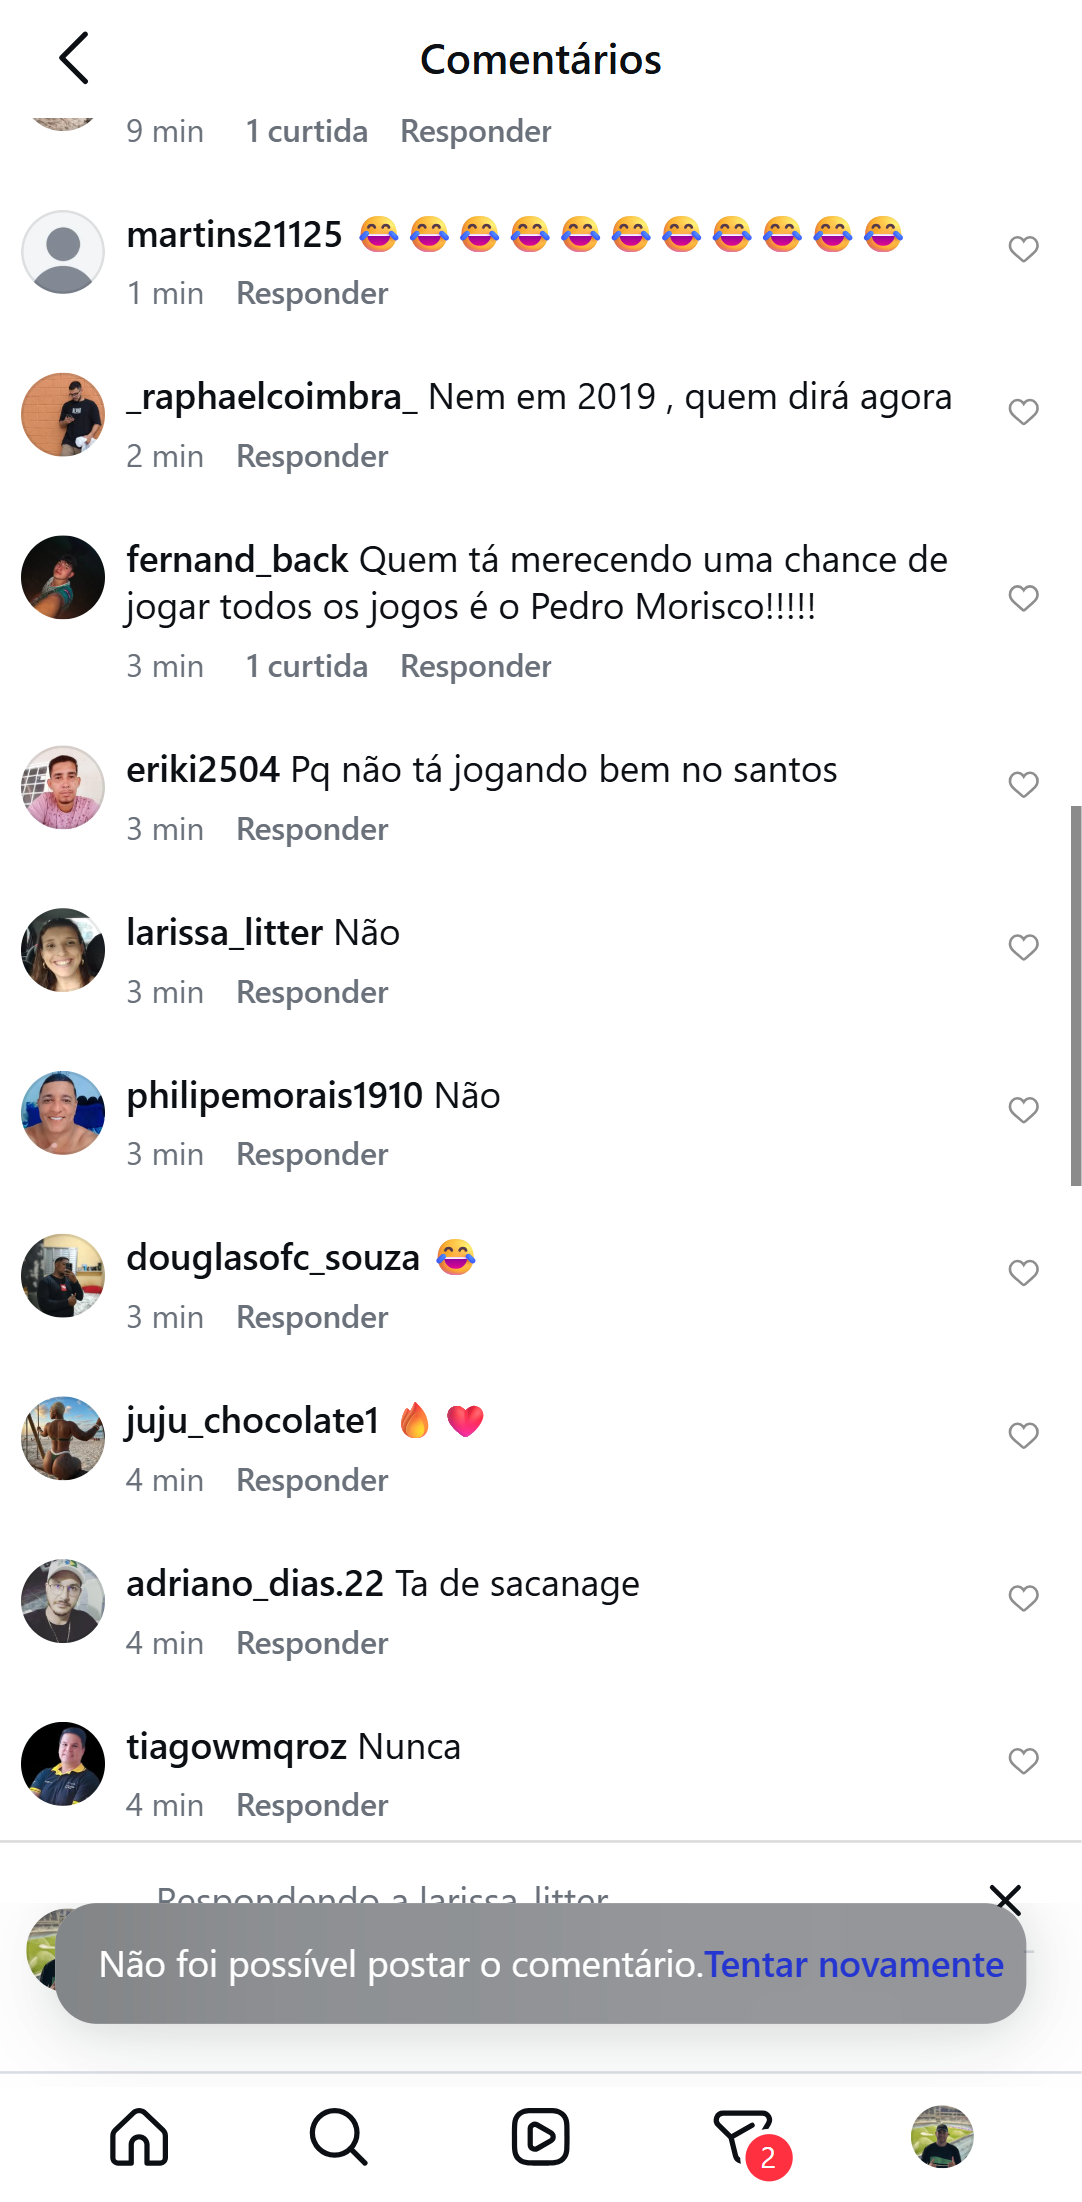 Comentários
9 min 1 curtida Responder
martins21125 😂😂😂😂😂😂😂😂😂😂😂
1 min Responder
_raphaelcoimbra_ Nem em 2019 , quem dirá agora
2 min Responder
fernand_back Quem tá merecendo uma chance de
jogar todos os jogos é o Pedro Morisco!!!!!
3 min 1 curtida Responder
eriki2504 Pq não tá jogando bem no santos
3 min Responder
larissa_litter Não
3 min Responder
philipemorais1910 Não
3 min Responder
douglasofc_souza 😂
3 min Responder
juju_chocolate1 🔥❤️
4 min Responder
adriano_dias.22 Ta de sacanage
4 min Responder
tiagowmqroz Nunca
4 min Responder
Respondendo a larissa_litter
Não foi possível postar o comentário.Tentar novamente
2